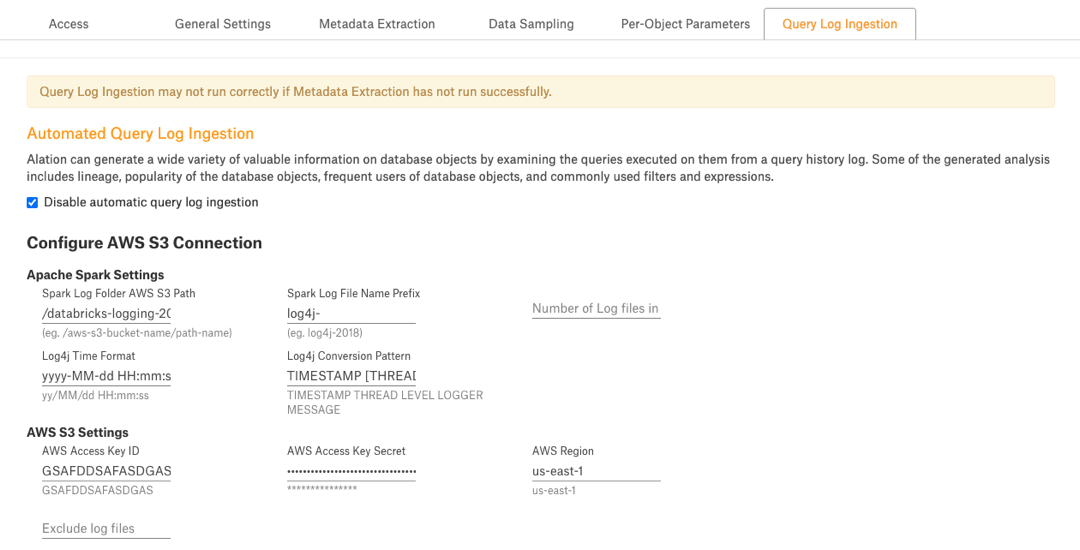 Access General Settings Metadata Extraction Data Sampling Per-Object Parameters Query Log Ingestion
Query Log Ingestion may not run correctly if Metadata Extraction has not run successfully.
Automated Query Log Ingestion
Alation can generate a wide variety of valuable information on database objects by examining the queries executed on them from a query history log. Some of the generated analysis
includes lineage, popularity of the database objects, frequent users of database objects, and commonly used filters and expressions.
Disable automatic query log ingestion
Configure AWS S3 Connection
Apache Spark Settings
Spark Log Folder AWS S3 Path Spark Log File Name Prefix
/databricks-logging-20 log4j- Number of Log files in
(eg. /aws-s3-bucket-name/path-name) (eg. log4j-2018)
Log4j Time Format Log4j Conversion Pattern
yyyy-MM-dd HH:mm:s TIMESTAMP [THREAD
yy/MM/dd HH:mm:ss TIMESTAMP THREAD LEVEL LOGGER
MESSAGE
AWS S3 Settings
AWS Access Key ID AWS Access Key Secret AWS Region
GSAFDDSAFASDGAS •••••••••••••••••••••••••••••••• us-east-1
GSAFDDSAFASDGAS *************** us-east-1
Exclude log files